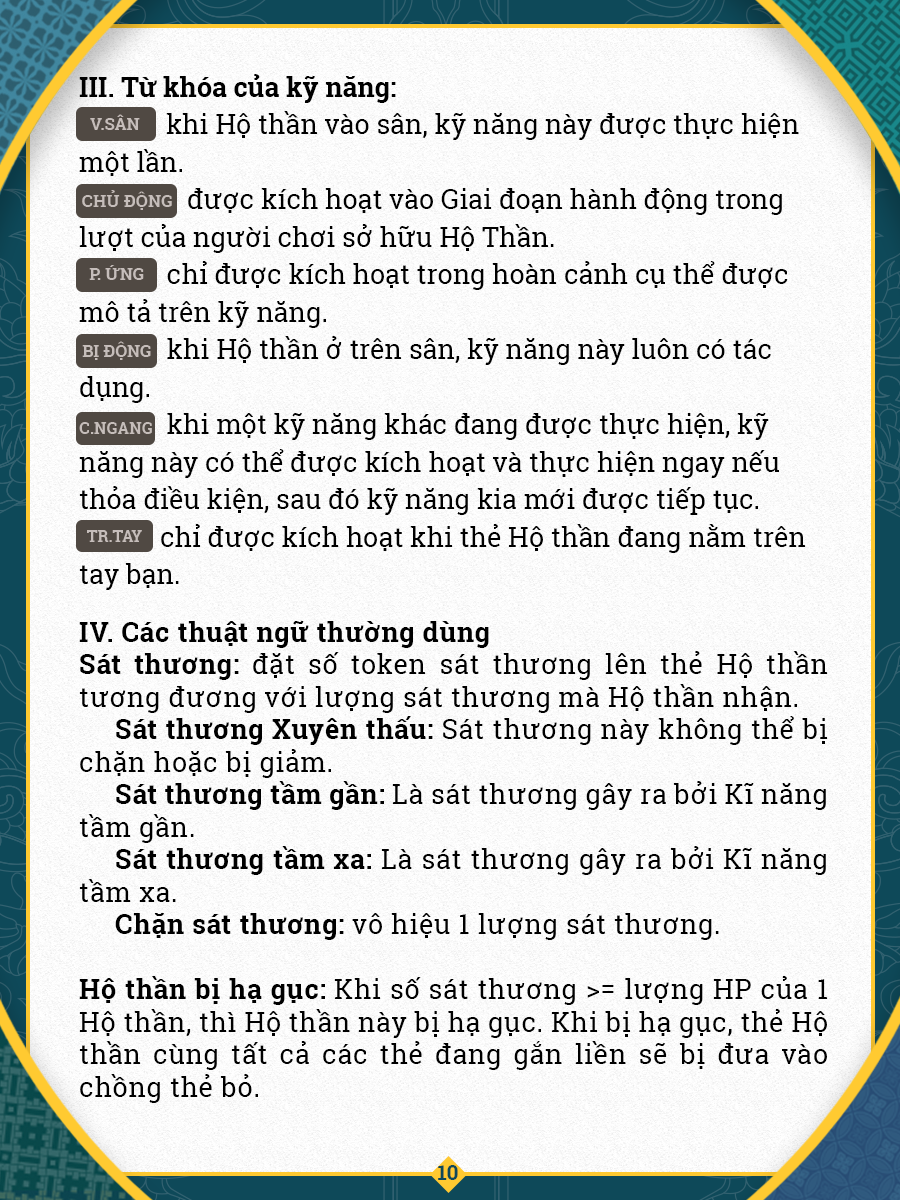 III. Từ khóa của kỹ năng:
V.SÂN khi Hộ thần vào sân, kỹ năng này được thực hiện
một lần.
CHỦ ĐỘNG được kích hoạt vào Giai đoạn hành động trong
lượt của người chơi sở hữu Hộ Thần.
P. ỨNG chỉ được kích hoạt trong hoàn cảnh cụ thể được
mô tả trên kỹ năng.
BỊ ĐỘNG khi Hộ thần ở trên sân, kỹ năng này luôn có tác
dụng.
C.NGANG khi một kỹ năng khác đang được thực hiện, kỹ
năng này có thể được kích hoạt và thực hiện ngay nếu
thỏa điều kiện, sau đó kỹ năng kia mới được tiếp tục.
TR.TAY chỉ được kích hoạt khi thẻ Hộ thần đang nằm trên
tay bạn.
IV. Các thuật ngữ thường dùng
Sát thương: đặt số token sát thương lên thẻ Hộ thần
tương đương với lượng sát thương mà Hộ thần nhận.
Sát thương Xuyên thấu: Sát thương này không thể bị
chặn hoặc bị giảm.
Sát thương tầm gần: Là sát thương gây ra bởi Kĩ năng
tầm gần.
Sát thương tầm xa: Là sát thương gây ra bởi Kĩ năng
tầm xa.
Chặn sát thương: vô hiệu 1 lượng sát thương.
Hộ thần bị hạ gục: Khi số sát thương >= lượng HP của 1
Hộ thần, thì Hộ thần này bị hạ gục. Khi bị hạ gục, thẻ Hộ
thần cùng tất cả các thẻ đang gắn liền sẽ bị đưa vào
chồng thẻ bỏ.
10